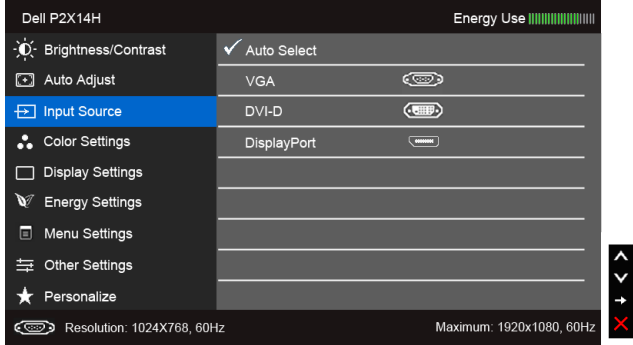 Dell P2X14H Energy Use
Brightness/Contrast Auto Select
Auto Adjust VGA
Input Source DVI-D
Color Settings DisplayPort
Display Settings
Energy Settings
Menu Settings
Other Settings
Personalize
Resolution: 1024X768, 60Hz Maximum: 1920x1080, 60Hz